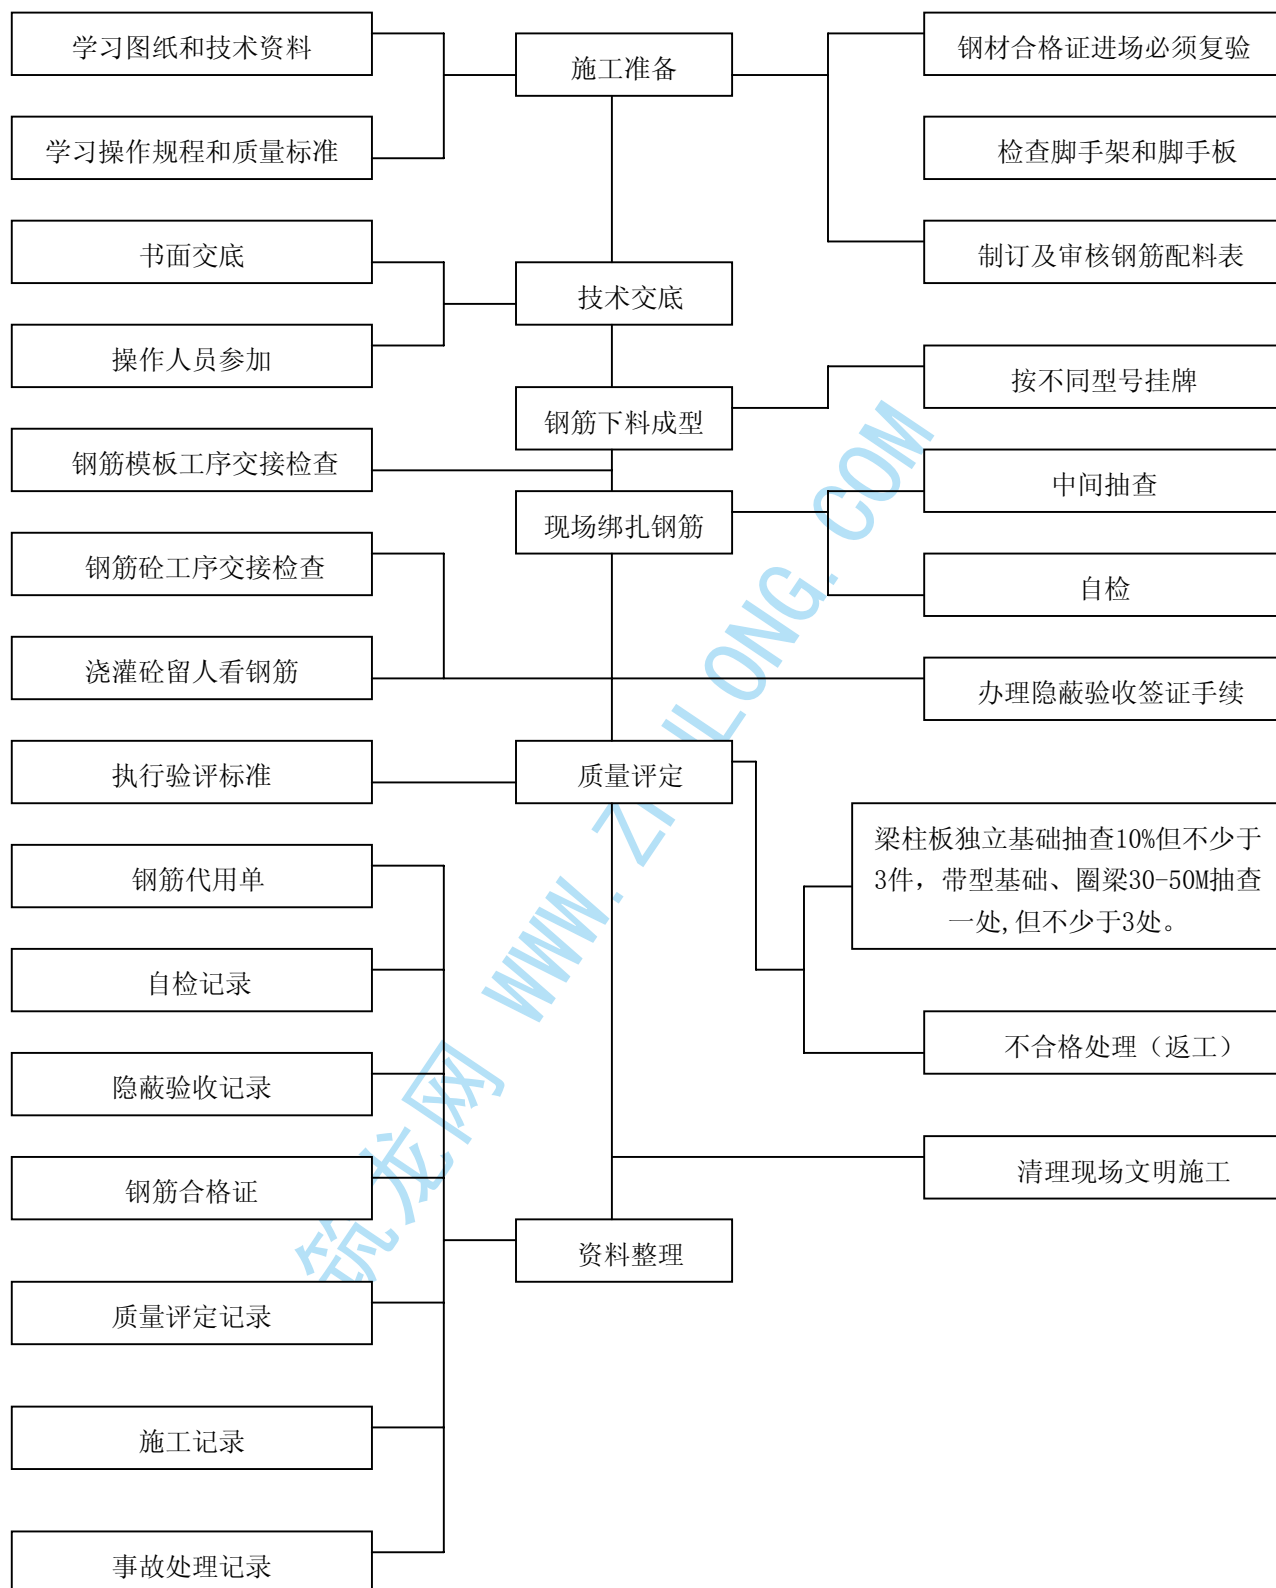 学习图纸和技术资料
施工准备
钢材合格证进场必须复验
学习操作规程和质量标准
检查脚手架和脚手板
书面交底
制订及审核钢筋配料表
技术交底
操作人员参加
按不同型号挂牌
钢筋下料成型
钢筋模板工序交接检查
中间抽查
现场绑扎钢筋
钢筋砼工序交接检查
自检
浇灌砼留人看钢筋
办理隐蔽验收签证手续
执行验评标准
质量评定
梁柱板独立基础抽查10%但不少于
3件，带型基础、圈梁30-50M抽查
一处,但不少于3处。
钢筋代用单
自检记录
不合格处理（返工）
隐蔽验收记录
钢筋合格证
清理现场文明施工
资料整理
质量评定记录
施工记录
事故处理记录
筑龙网 WWW.ZHULONG.COM